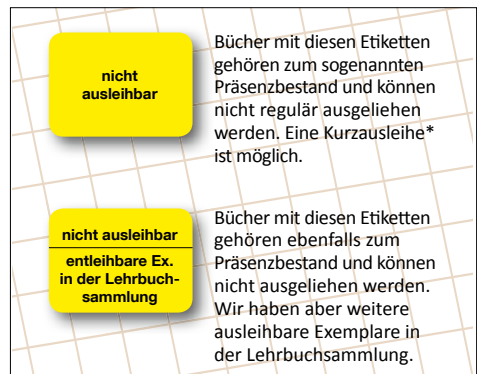 nicht
ausleihbar
Bücher mit diesen Etiketten
gehören zum sogenannten
Präsenzbestand und können
nicht regulär ausgeliehen
werden. Eine Kurzausleihe*
ist möglich.
nicht ausleihbar
entleihbare Ex.
in der Lehrbuch-
sammlung
Bücher mit diesen Etiketten
gehören ebenfalls zum
Präsenzbestand und können
nicht ausgeliehen werden.
Wir haben aber weitere
ausleihbare Exemplare in
der Lehrbuchsammlung.